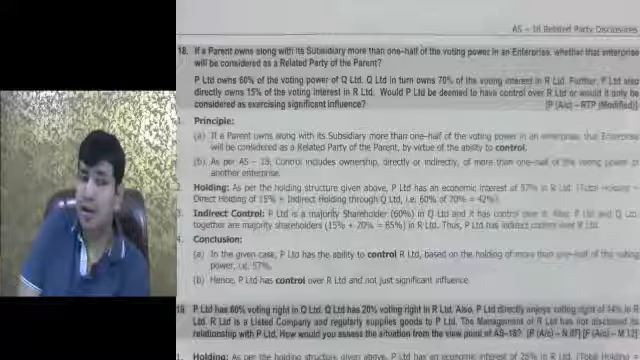 AS – 18 Related Party Disclosures
18. If a Parent owns along with its Subsidiary more than one-half of the voting power in an Enterprise, whether that enterprise
will be considered as a Related Party of the Parent?
P Ltd owns 60% of the voting power of Q Ltd. Q Ltd in turn owns 70% of the voting interest in R Ltd. Further, P Ltd also
directly owns 15% of the voting interest in R Ltd. Would P Ltd be deemed to have control over R Ltd or would it only be
considered as exercising significant influence? [P (A/c) – RTP (Modified)]
1. Principle:
(a) If a Parent owns along with its Subsidiary more than one-half of the voting power in an enterprise, that Enterprise
will be considered as a Related Party of the Parent, by virtue of the ability to control.
(b) As per AS – 18, Control includes ownership, directly or indirectly, of more than one-half of the voting power of
another enterprise.
2. Holding: As per the holding structure given above, P Ltd has an economic interest of 57% in R Ltd. (Total Holding =
Direct Holding of 15% + Indirect Holding through Q Ltd, i.e. 60% of 70% = 42%).
3. Indirect Control: P Ltd is a majority Shareholder (60%) in Q Ltd and it has control over it. Also, P Ltd and Q Ltd
together are majority shareholders (15% + 70% = 85%) in R Ltd. Thus, P Ltd has indirect control over R Ltd.
4. Conclusion:
(a) In the given case, P Ltd has the ability to control R Ltd, based on the holding of more than one-half of the voting
power, i.e. 57%.
(b) Hence, P Ltd has control over R Ltd and not just significant influence.
P Ltd has 60% voting right in Q Ltd. Q Ltd has 20% voting right in R Ltd. Also, P Ltd directly enjoys voting right of 14% in
R Ltd. R Ltd is a Listed Company and regularly supplies goods to P Ltd. The Management of R Ltd has not disclosed its
relationship with P Ltd. How would you assess the situation from the view point of AS-18?
1. Holding: As per the holding structure given above, P Ltd has an economic interest of 26% in R Ltd. (Total Holding